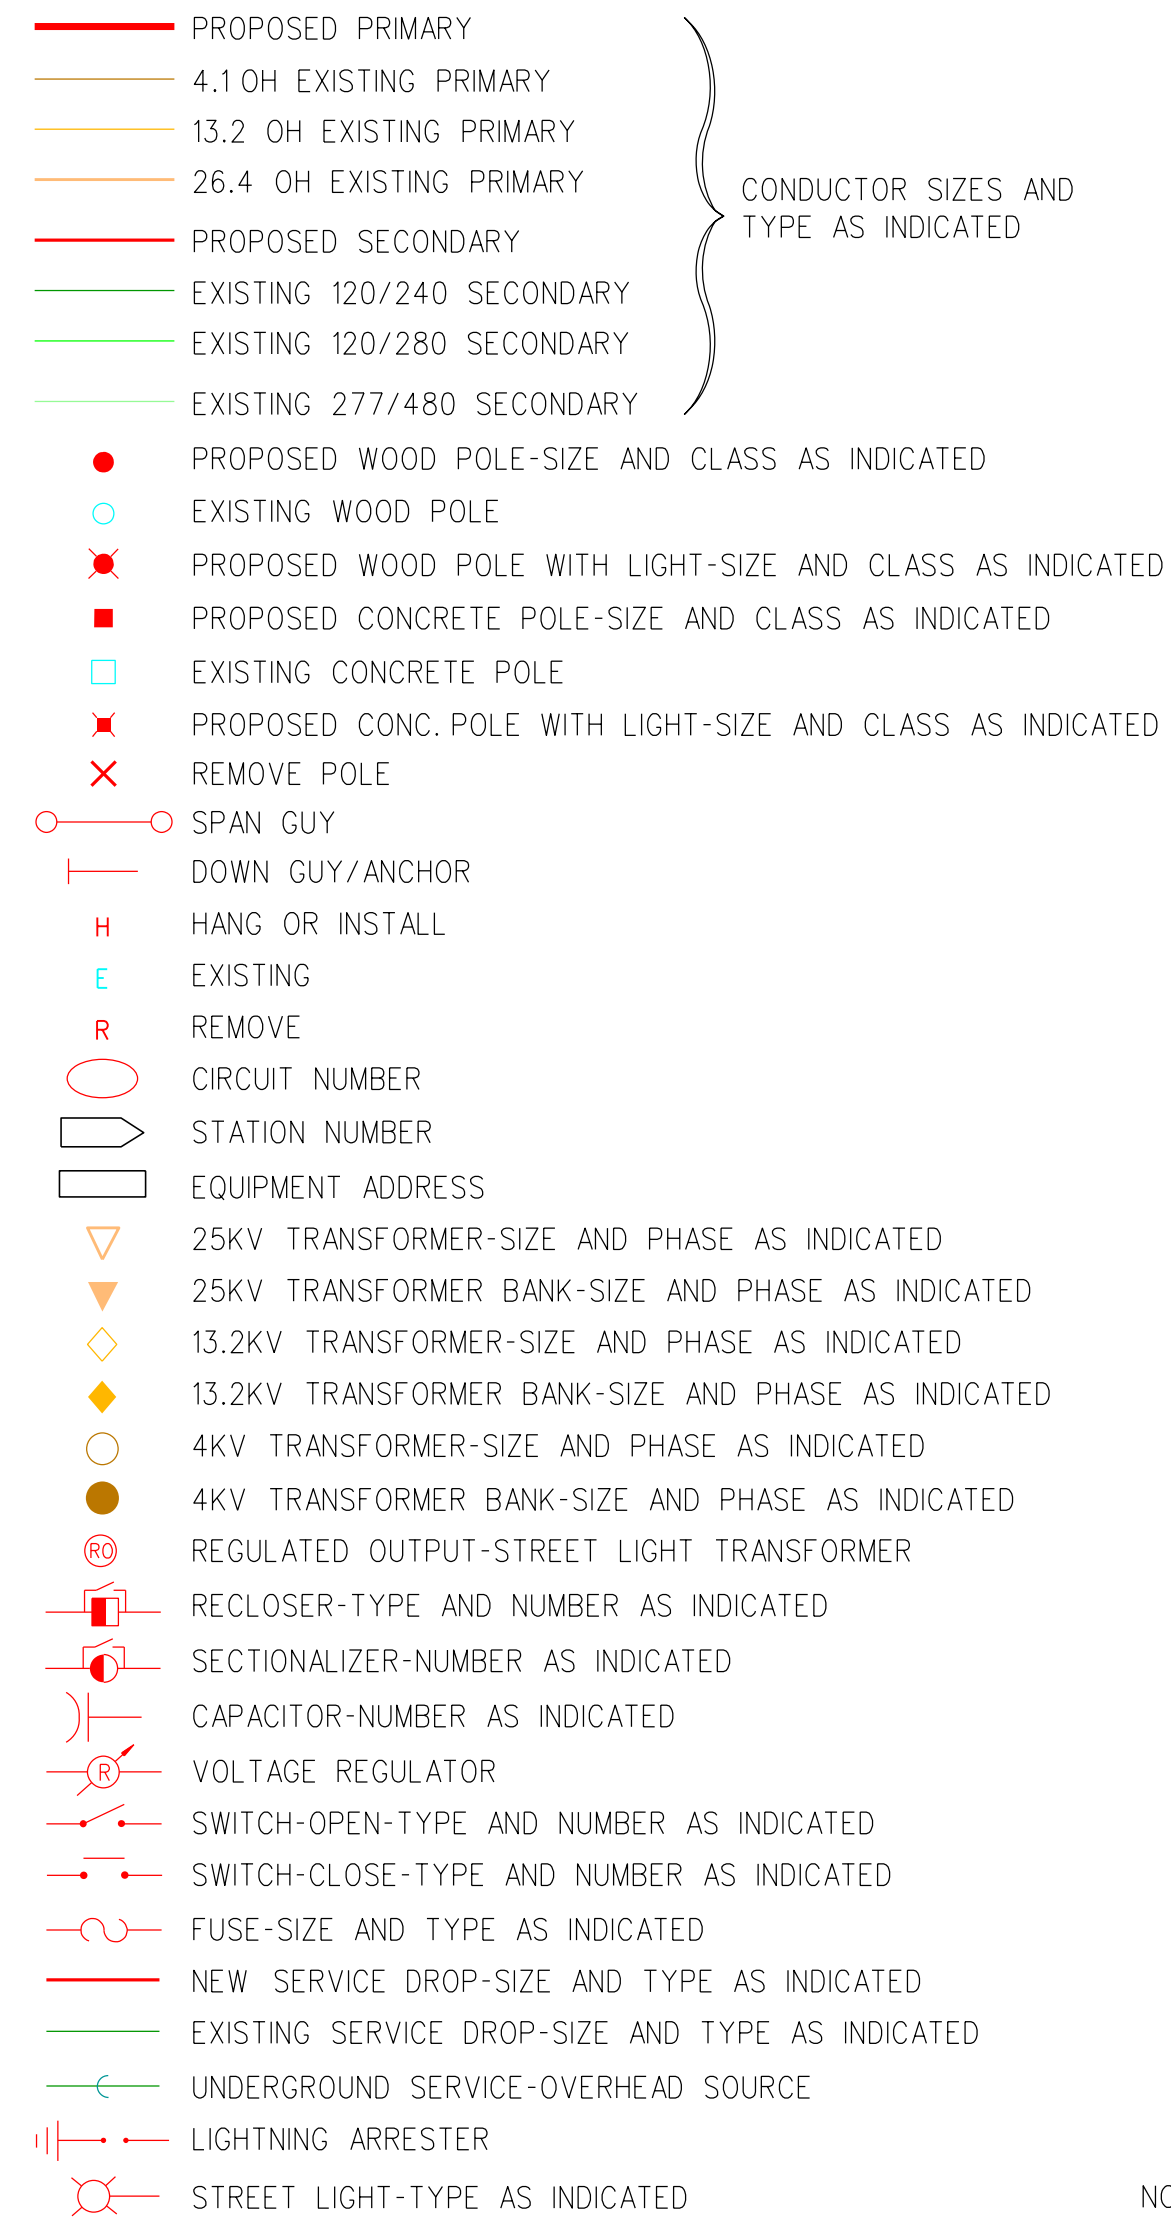 PROPOSED PRIMARY
4.1 OH EXISTING PRIMARY
13.2 OH EXISTING PRIMARY
26.4 OH EXISTING PRIMARY
CONDUCTOR SIZES AND
TYPE AS INDICATED
PROPOSED SECONDARY
EXISTING 120/240 SECONDARY
EXISTING 120/280 SECONDARY
EXISTING 277/480 SECONDARY
PROPOSED WOOD POLE-SIZE AND CLASS AS INDICATED
EXISTING WOOD POLE
PROPOSED WOOD POLE WITH LIGHT-SIZE AND CLASS AS INDICATED
PROPOSED CONCRETE POLE-SIZE AND CLASS AS INDICATED
EXISTING CONCRETE POLE
PROPOSED CONC. POLE WITH LIGHT-SIZE AND CLASS AS INDICATED
REMOVE POLE
SPAN GUY
DOWN GUY/ANCHOR
H HANG OR INSTALL
E EXISTING
R REMOVE
CIRCUIT NUMBER
STATION NUMBER
EQUIPMENT ADDRESS
25KV TRANSFORMER-SIZE AND PHASE AS INDICATED
25KV TRANSFORMER BANK-SIZE AND PHASE AS INDICATED
13.2KV TRANSFORMER-SIZE AND PHASE AS INDICATED
13.2KV TRANSFORMER BANK-SIZE AND PHASE AS INDICATED
4KV TRANSFORMER-SIZE AND PHASE AS INDICATED
4KV TRANSFORMER BANK-SIZE AND PHASE AS INDICATED
RO REGULATED OUTPUT-STREET LIGHT TRANSFORMER
RECLOSER-TYPE AND NUMBER AS INDICATED
SECTIONALIZER-NUMBER AS INDICATED
CAPACITOR-NUMBER AS INDICATED
R VOLTAGE REGULATOR
SWITCH-OPEN-TYPE AND NUMBER AS INDICATED
SWITCH-CLOSE-TYPE AND NUMBER AS INDICATED
FUSE-SIZE AND TYPE AS INDICATED
NEW SERVICE DROP-SIZE AND TYPE AS INDICATED
EXISTING SERVICE DROP-SIZE AND TYPE AS INDICATED
UNDERGROUND SERVICE-OVERHEAD SOURCE
LIGHTNING ARRESTER
STREET LIGHT-TYPE AS INDICATED